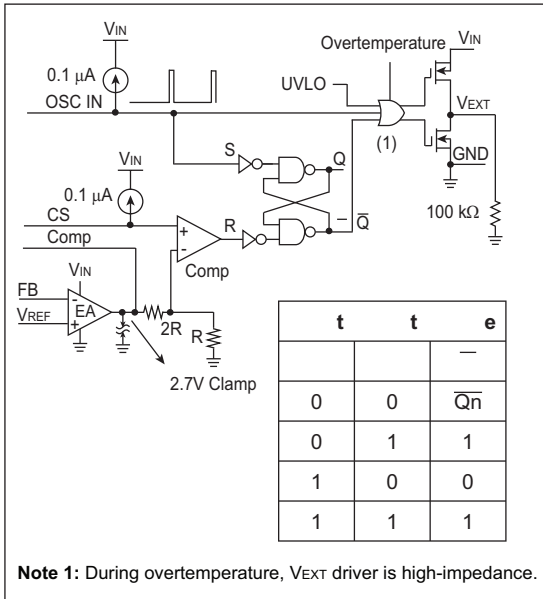 VIN
Overtemperature
VIN
0.1 µA
UVLO
OSC IN
VEXT
S
Q
(1)
VIN
GND
0.1 µA
CS
R
Q̅
100 kΩ
Comp
+
-
Comp
VIN
FB
-
EA
VREF
+
2R
R
2.7V Clamp
t t e
0 0 Q̅n̅
0 1 1
1 0 0
1 1 1
Note 1: During overtemperature, VEXT driver is high-impedance.